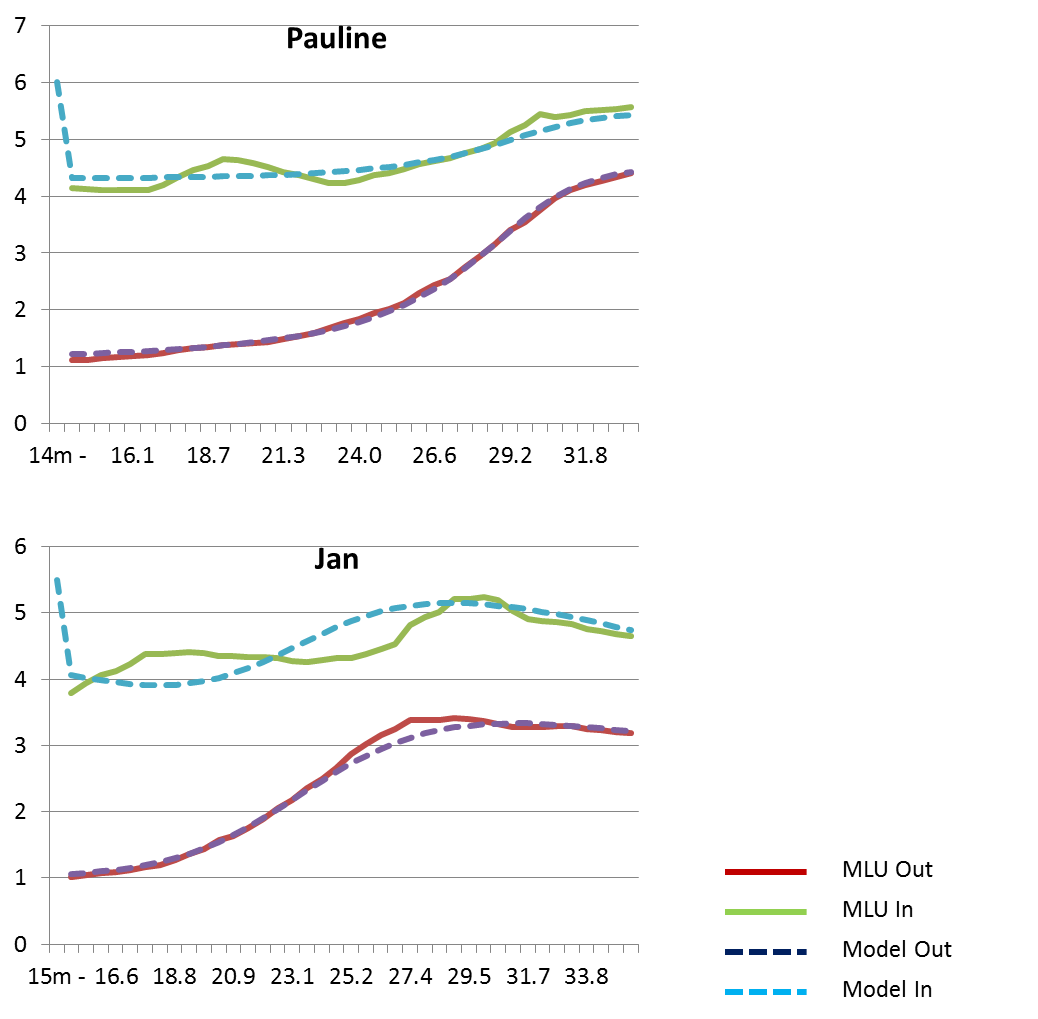 Pauline
7
6
5
4
3
2
1
0
14m - 16.1 18.7 21.3 24.0 26.6 29.2 31.8
Jan
6
5
4
3
2
1
0
15m - 16.6 18.8 20.9 23.1 25.2 27.4 29.5 31.7 33.8
MLU Out
MLU In
Model Out
Model In